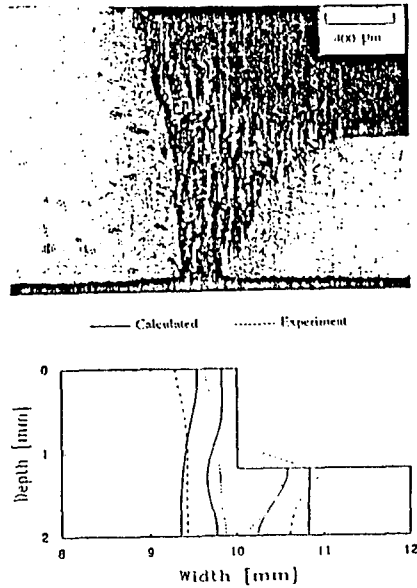 400 µm
Calculated
Experiment
0
1
2
Depth [mm]
8
9
10
11
12
Width [mm]